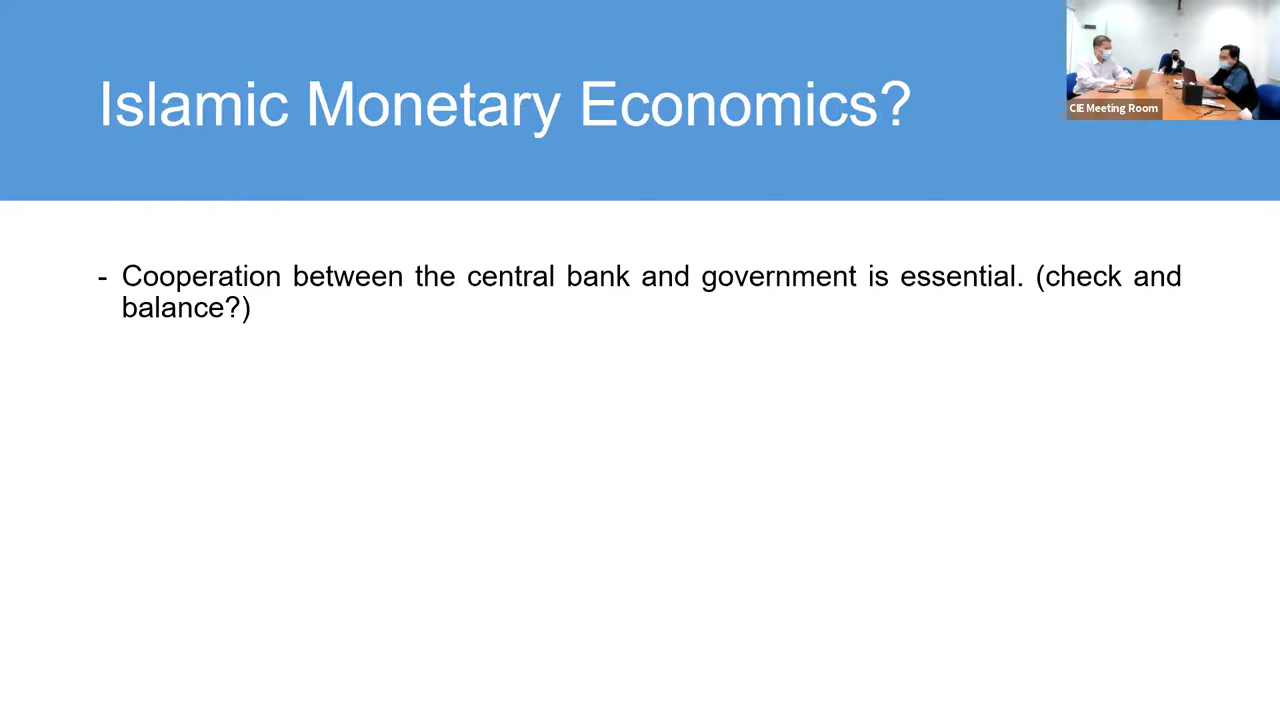 Islamic Monetary Economics?
CIE Meeting Room
- Cooperation between the central bank and government is essential. (check and
balance?)